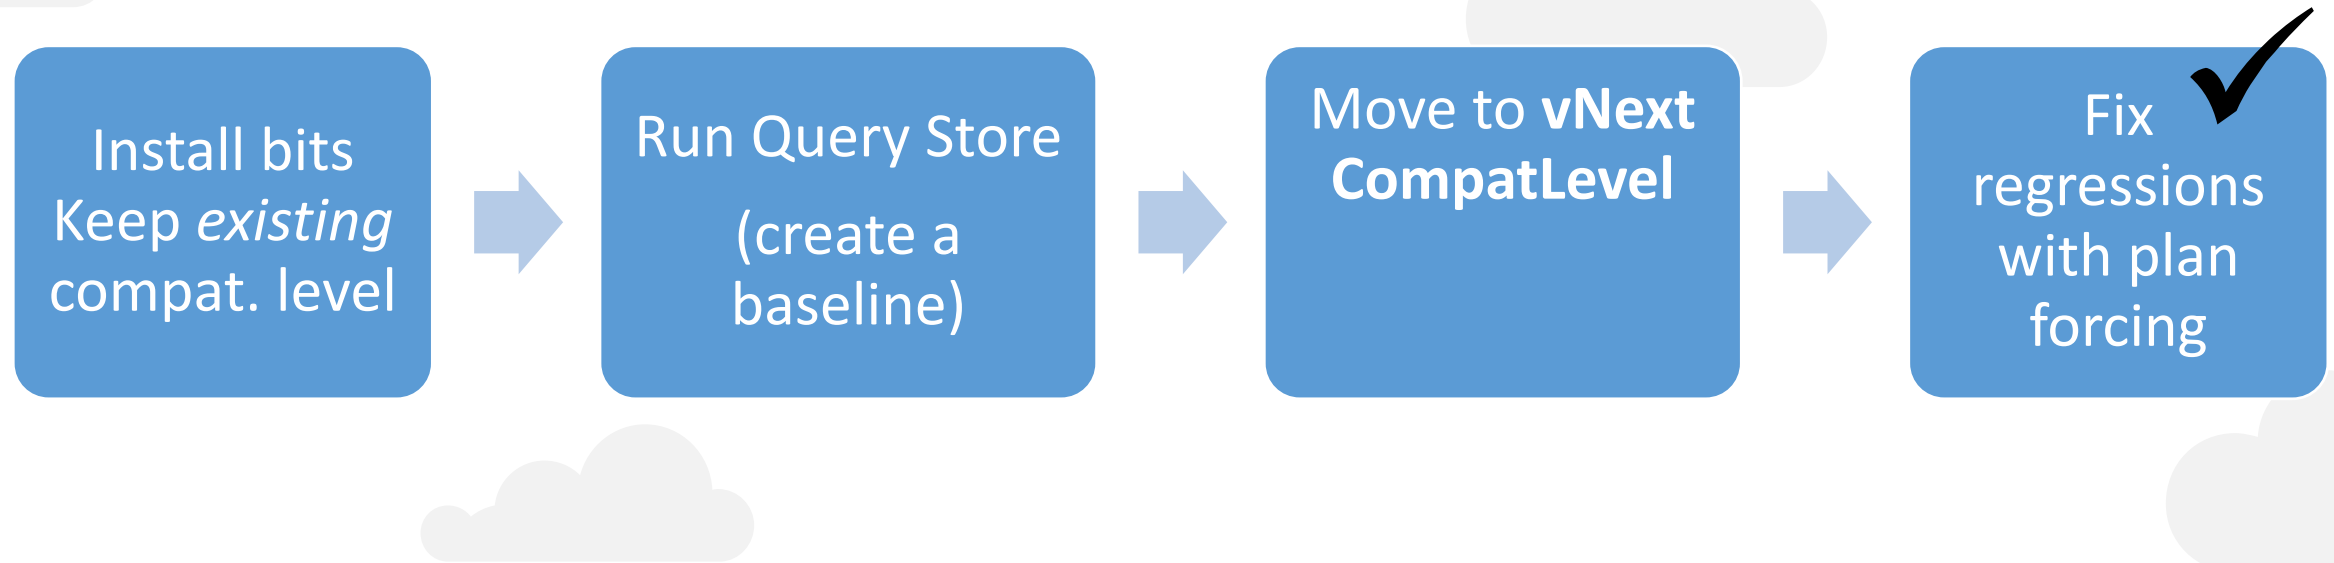 Install bits
Keep existing
compat. level
Run Query Store
(create a
baseline)
Move to vNext
CompatLevel
Fix
regressions
with plan
forcing